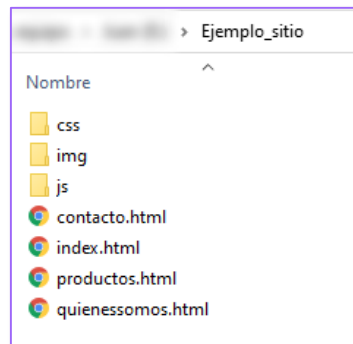 Ejemplo_sitio
Nombre
css
img
js
contacto.html
index.html
productos.html
quienessomos.html